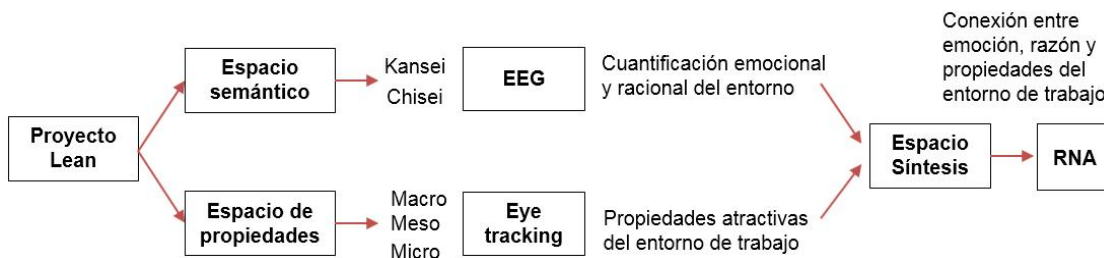 Proyecto
Lean
Espacio
semántico
Kansei
Chisei
EEG
Cuantificación emocional
y racional del entorno
Espacio de
propiedades
Macro
Meso
Micro
Eye
tracking
Propiedades atractivas
del entorno de trabajo
Espacio
Síntesis
Conexión entre
emoción, razón y
propiedades del
entorno de trabajo
RNA